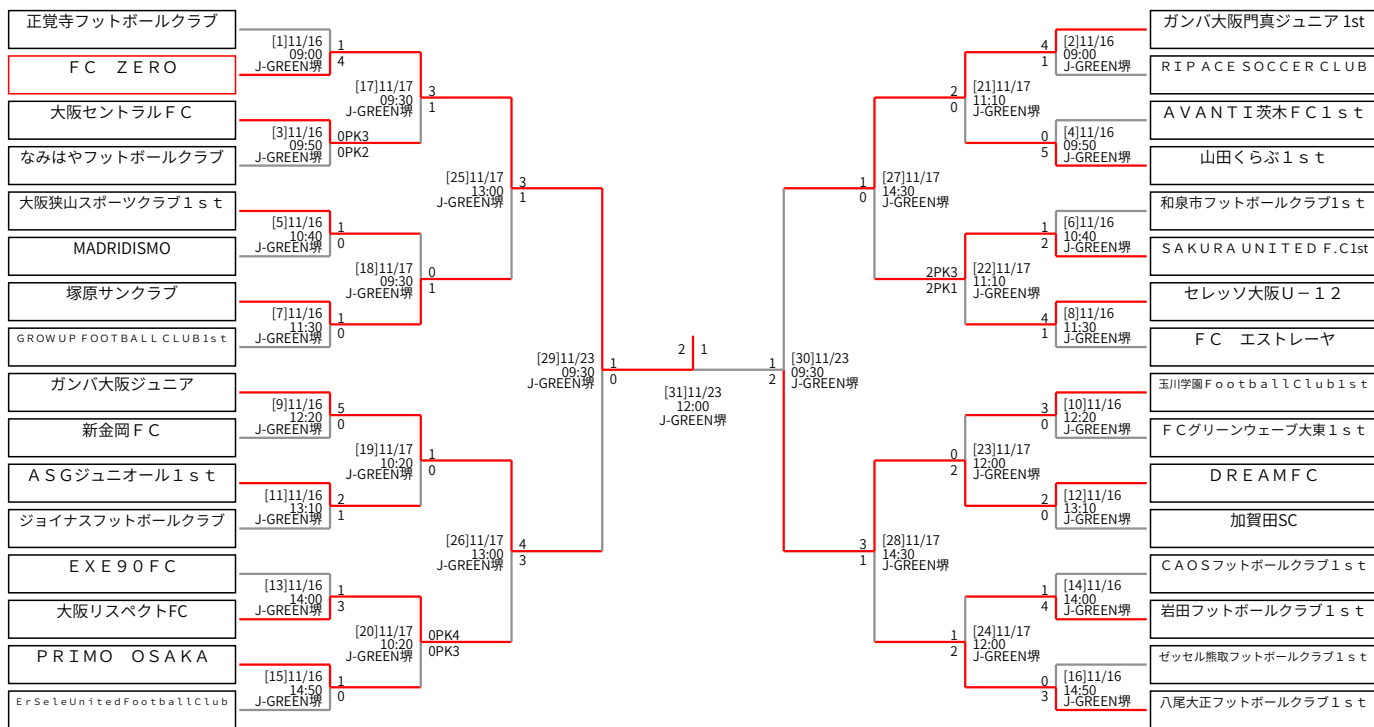 正覚寺フットボールクラブ
ＦＣ　ＺＥＲＯ
大阪セントラルＦＣ
なみはやフットボールクラブ
大阪狭山スポーツクラブ１ｓｔ
MADRIDISMO
塚原サンクラブ
ＧＲＯＷＵＰ ＦＯＯＴＢＡＬＬ ＣＬＵＢ１ｓｔ
ガンバ大阪ジュニア
新金岡ＦＣ
ＡＳＧジュニオール１ｓｔ
ジョイナスフットボールクラブ
ＥＸＥ９０ＦＣ
大阪リスペクトFC
ＰＲＩＭＯ　ＯＳＡＫＡ
ＥｒＳｅｌｅＵｎｉｔｅｄＦｏｏｔｂａｌｌＣｌｕｂ
[1]11/16
09:00
J-GREEN堺
1
4
[3]11/16
09:50
J-GREEN堺
0PK3
0PK2
[5]11/16
10:40
J-GREEN堺
1
0
[7]11/16
11:30
J-GREEN堺
1
0
[9]11/16
12:20
J-GREEN堺
5
0
[11]11/16
13:10
J-GREEN堺
2
1
[13]11/16
14:00
J-GREEN堺
1
3
[15]11/16
14:50
J-GREEN堺
1
0
[17]11/17
09:30
J-GREEN堺
3
1
[18]11/17
09:30
J-GREEN堺
0
1
[19]11/17
10:20
J-GREEN堺
1
0
[20]11/17
10:20
J-GREEN堺
0PK4
0PK3
[25]11/17
13:00
J-GREEN堺
3
1
[26]11/17
13:00
J-GREEN堺
4
3
[29]11/23
09:30
J-GREEN堺
1
0
2
1
[31]11/23
12:00
J-GREEN堺
1
2
[30]11/23
09:30
J-GREEN堺
1
0
[27]11/17
14:30
J-GREEN堺
3
1
[28]11/17
14:30
J-GREEN堺
2
0
[21]11/17
11:10
J-GREEN堺
2PK3
2PK1
[22]11/17
11:10
J-GREEN堺
0
2
[23]11/17
12:00
J-GREEN堺
1
2
[24]11/17
12:00
J-GREEN堺
4
1
[2]11/16
09:00
J-GREEN堺
0
5
[4]11/16
09:50
J-GREEN堺
1
2
[6]11/16
10:40
J-GREEN堺
4
1
[8]11/16
11:30
J-GREEN堺
3
0
[10]11/16
12:20
J-GREEN堺
2
0
[12]11/16
13:10
J-GREEN堺
1
4
[14]11/16
14:00
J-GREEN堺
0
3
[16]11/16
14:50
J-GREEN堺
ガンバ大阪門真ジュニア 1st
ＲＩＰ ＡＣＥ ＳＯＣＣＥＲ ＣＬＵＢ
ＡＶＡＮＴＩ茨木ＦＣ１ｓｔ
山田くらぶ１ｓｔ
和泉市フットボールクラブ1ｓｔ
ＳＡＫＵＲＡ ＵＮＩＴＥＤ Ｆ.Ｃ1st
セレッソ大阪Ｕ－１２
ＦＣ　エストレーヤ
玉川学園ＦｏｏｔｂａｌｌＣｌｕｂ１ｓｔ
ＦＣグリーンウェーブ大東１ｓｔ
ＤＲＥＡＭＦＣ
加賀田SC
ＣＡＯＳフットボールクラブ１ｓｔ
岩田フットボールクラブ１ｓｔ
ゼッセル熊取フットボールクラブ１ｓｔ
八尾大正フットボールクラブ１ｓｔ